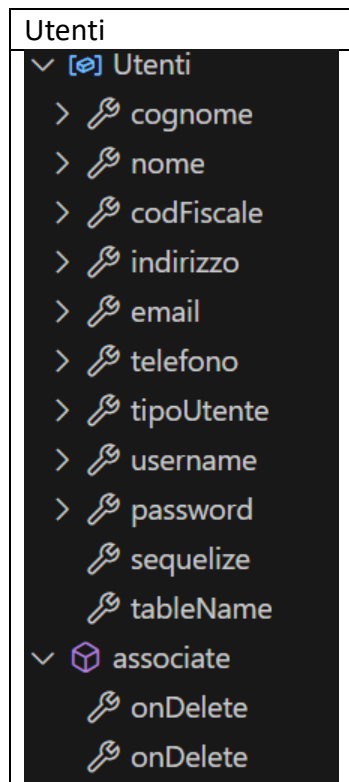 Utenti
Utenti
cognome
nome
codFiscale
indirizzo
email
telefono
tipoUtente
username
password
sequelize
tableName
associate
onDelete
onDelete